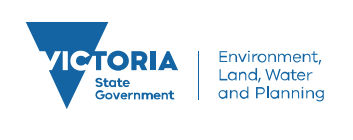 VICTORIA
State
Government
Environment,
Land, Water
and Planning